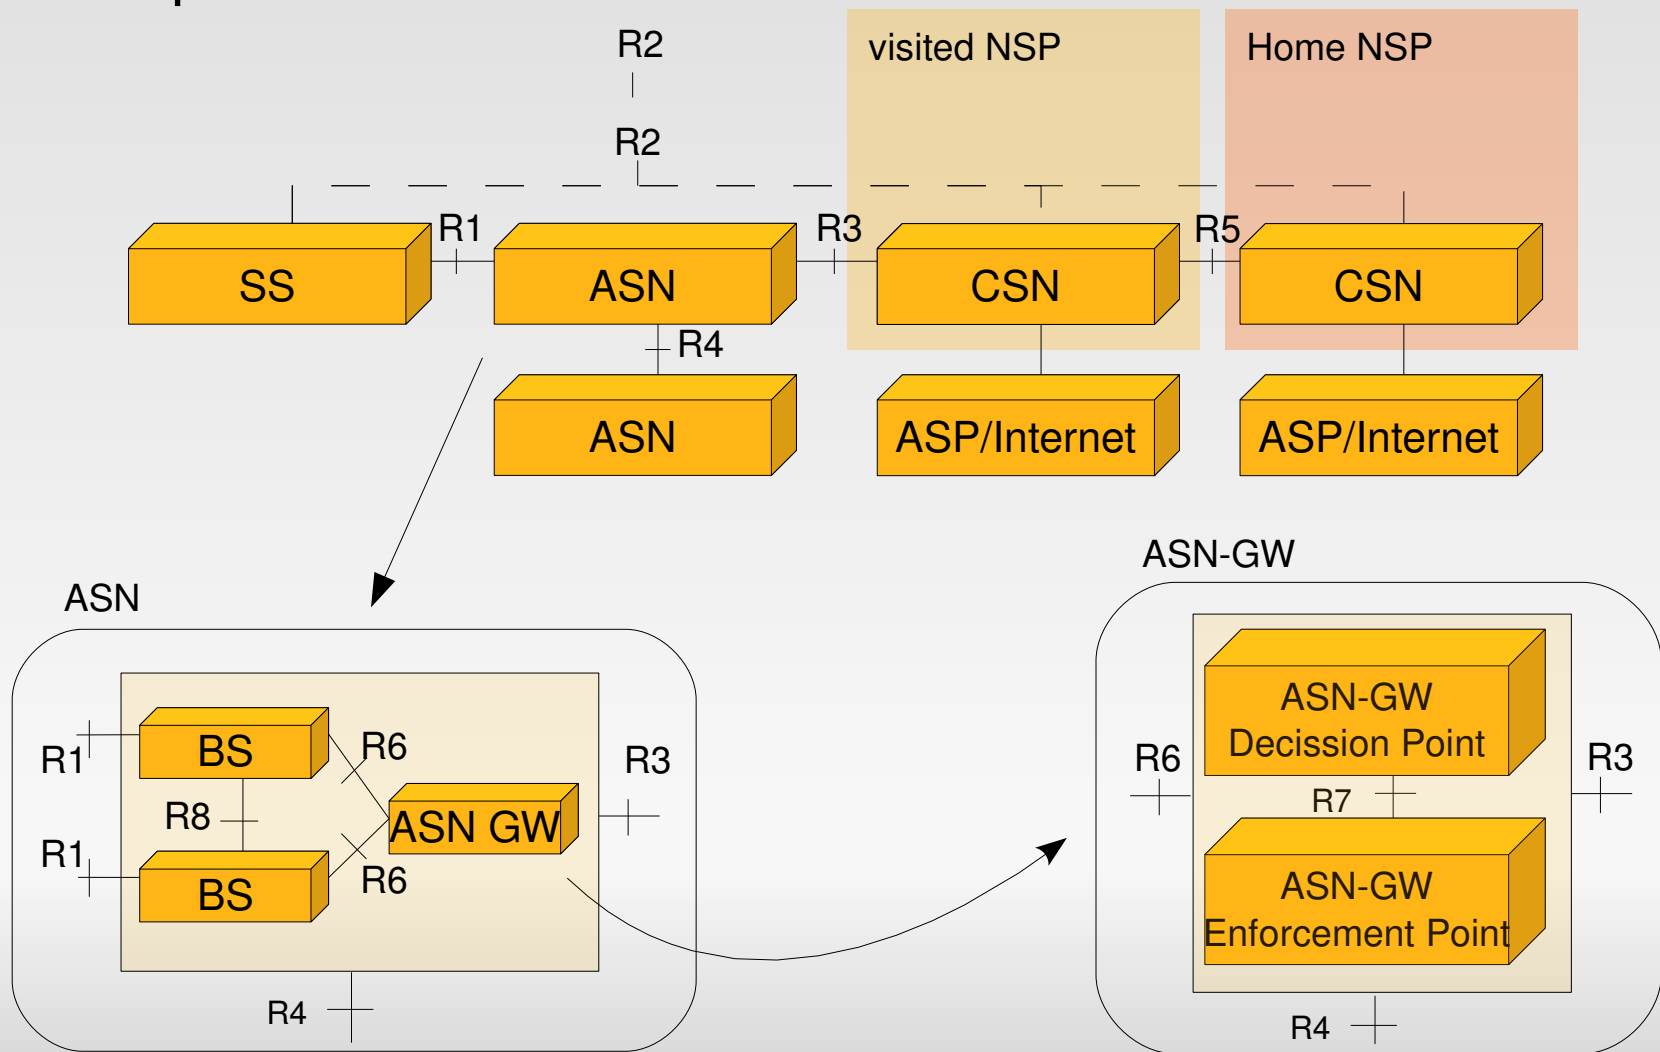 R2
visited NSP
Home NSP
R2
R1
R3
R5
SS
ASN
CSN
CSN
R4
ASN
ASP/Internet
ASP/Internet
ASN
R1
BS
R6
R3
R8
ASN GW
R1
BS
R6
R4
ASN-GW
ASN-GW
Decission Point
R6
R3
R7
ASN-GW
Enforcement Point
R4